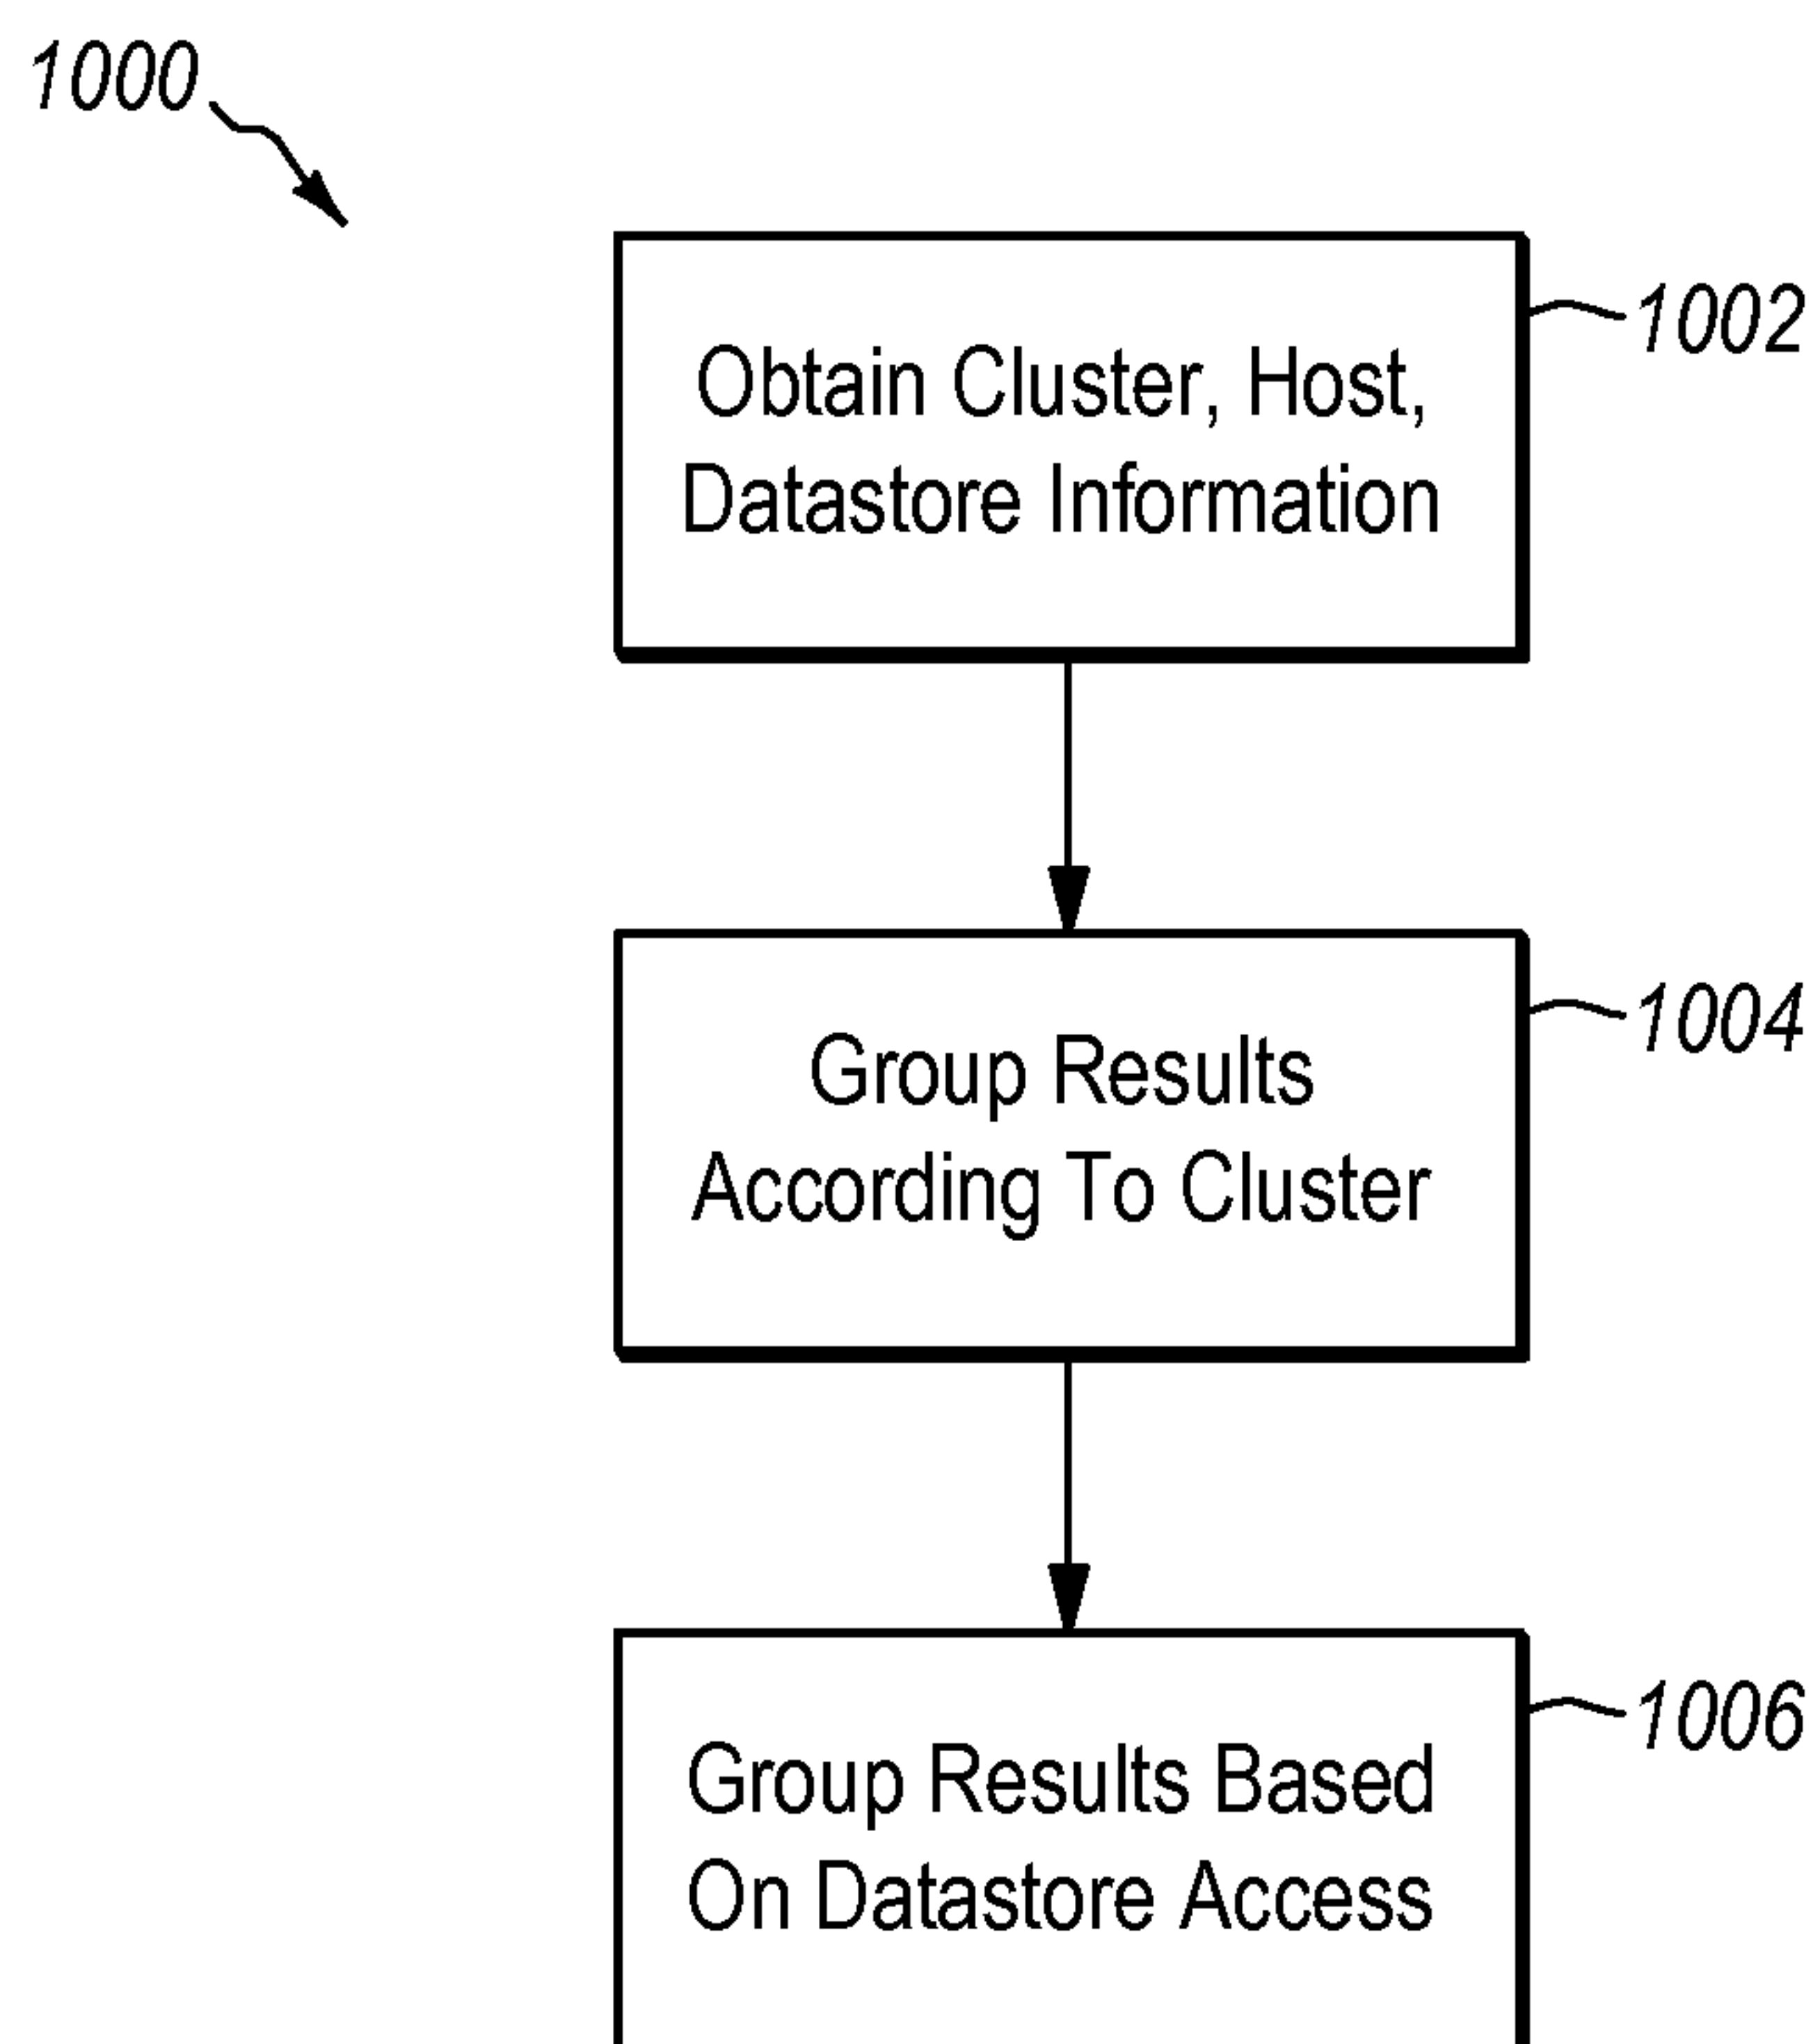 1000
1002
Obtain Cluster, Host,
Datastore Information
1004
Group Results
According To Cluster
1006
Group Results Based
On Datastore Access